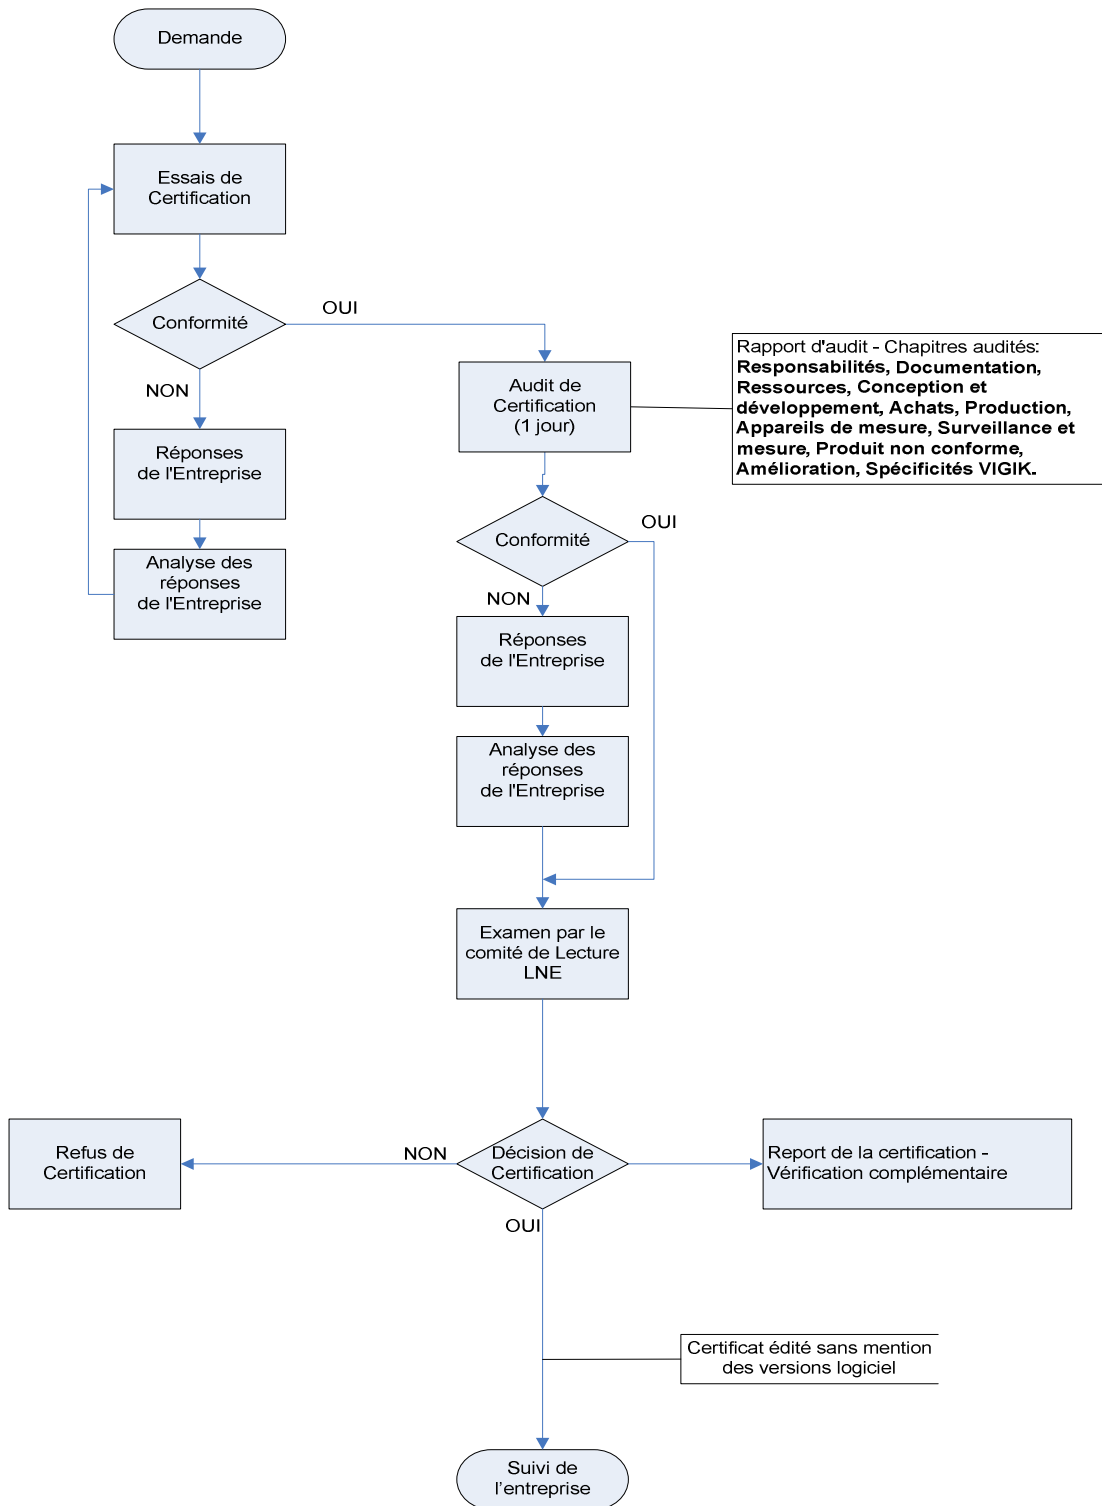 Demande
Essais de
Certification
Conformité
OUI
NON
Réponses
de l'Entreprise
Analyse des
réponses
de l'Entreprise
Audit de
Certification
(1 jour)
Rapport d'audit - Chapitres audités:
Responsabilités, Documentation,
Ressources, Conception et
développement, Achats, Production,
Appareils de mesure, Surveillance et
mesure, Produit non conforme,
Amélioration, Spécificités VIGIK.
Conformité
OUI
NON
Réponses
de l'Entreprise
Analyse des
réponses
de l'Entreprise
Examen par le
comité de Lecture
LNE
Décision de
Certification
NON
Refus de
Certification
Report de la certification -
Vérification complémentaire
OUI
Certificat édité sans mention
des versions logiciel
Suivi de
l'entreprise